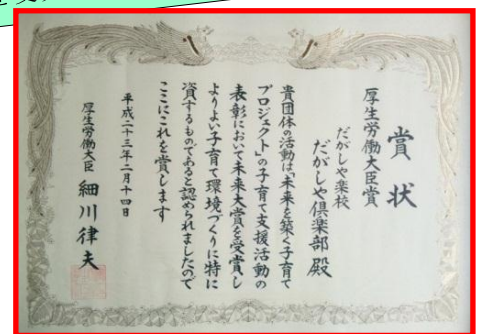 賞状
厚生労働大臣賞
だがしや楽校
だがしや倶楽部 殿
貴団体の活動は「未来を築く子育て
プロジェクト」の子育て支援活動の
表彰において未来大賞を受賞し
よりよい子育て環境づくりに特に
資するものであると認められましたので
ここにこれを賞します
平成二十三年二月十四日
厚生労働大臣 細川律夫